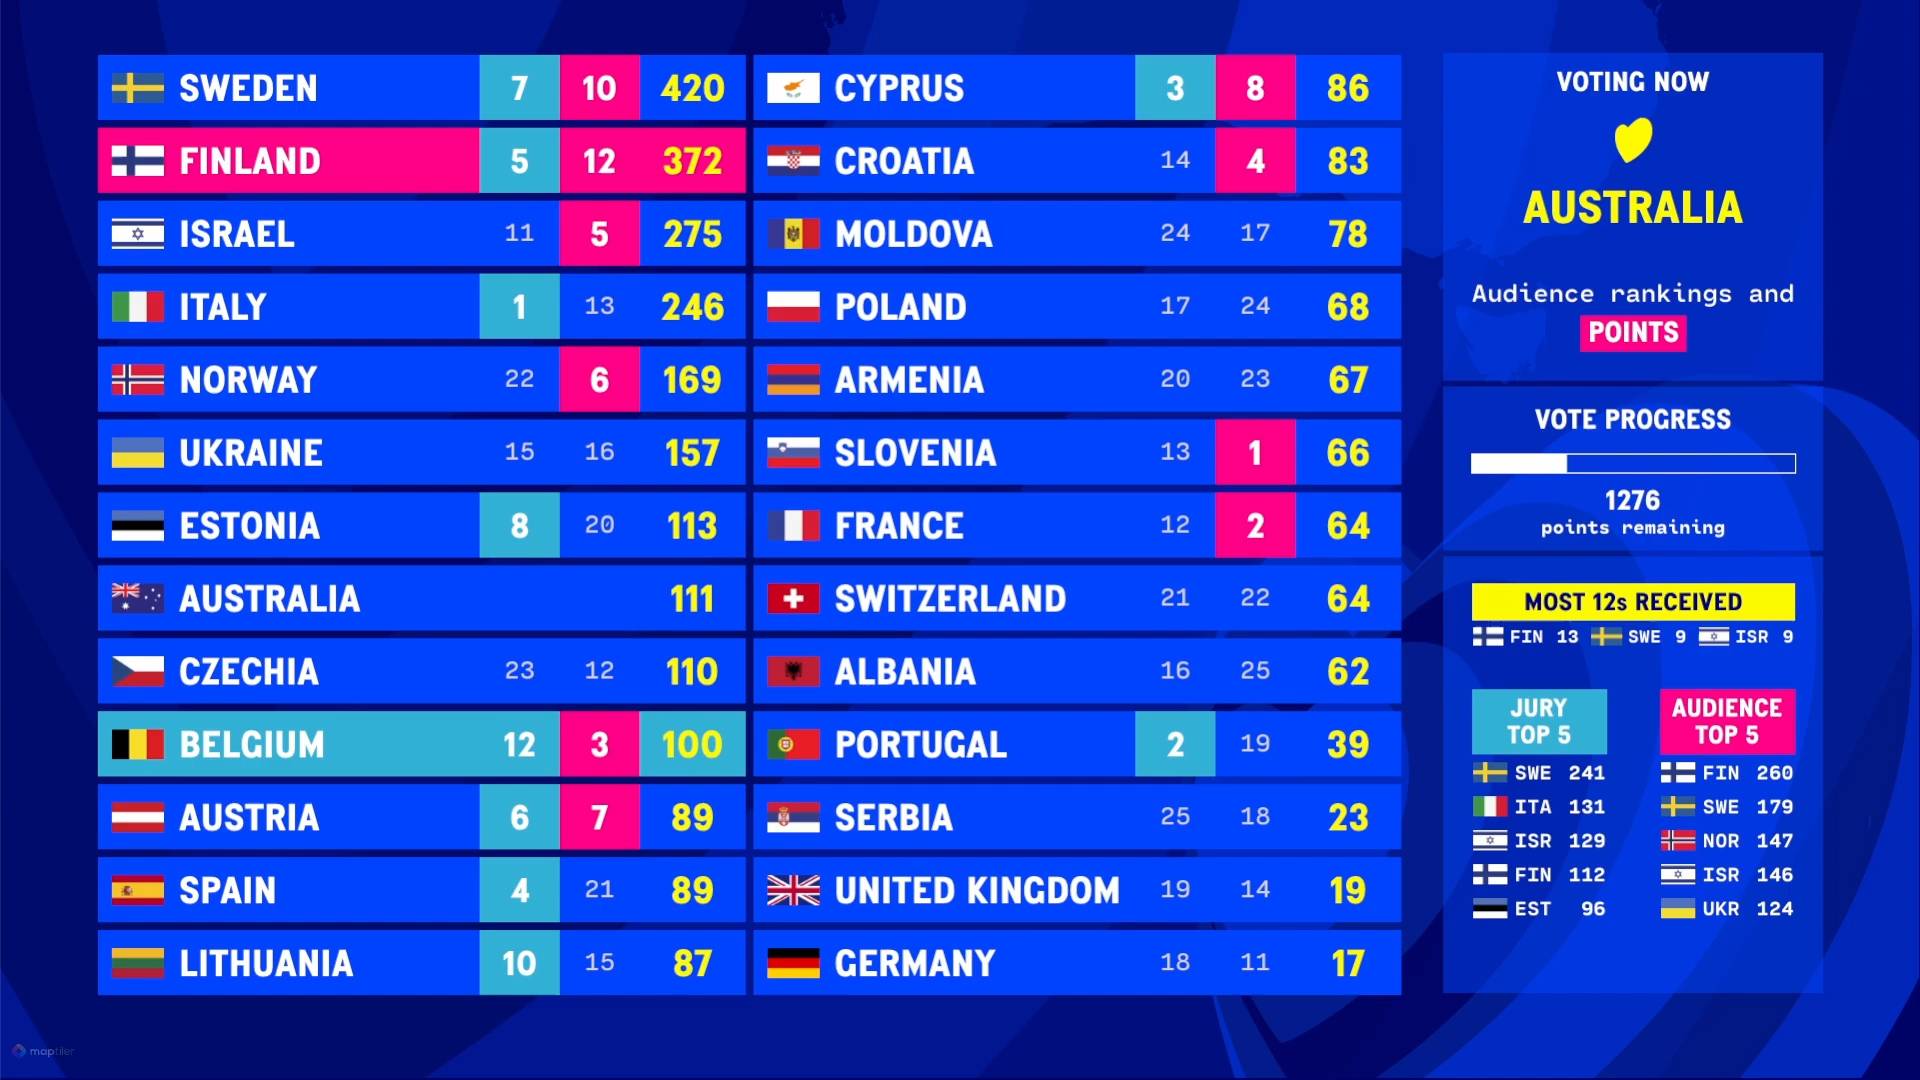 SWEDEN 7 10 420
FINLAND 5 12 372
ISRAEL 11 5 275
ITALY 1 13 246
NORWAY 22 6 169
UKRAINE 15 16 157
ESTONIA 8 20 113
AUSTRALIA 111
CZECHIA 23 12 110
BELGIUM 12 3 100
AUSTRIA 6 7 89
SPAIN 4 21 89
LITHUANIA 10 15 87
CYPRUS 3 8 86
CROATIA 14 4 83
MOLDOVA 24 17 78
POLAND 17 24 68
ARMENIA 20 23 67
SLOVENIA 13 1 66
FRANCE 12 2 64
SWITZERLAND 21 22 64
ALBANIA 16 25 62
PORTUGAL 2 19 39
SERBIA 25 18 23
UNITED KINGDOM 19 14 19
GERMANY 18 11 17
VOTING NOW
AUSTRALIA
Audience rankings and
POINTS
VOTE PROGRESS
1276
points remaining
MOST 12s RECEIVED
FIN 13 SWE 9 ISR 9
JURY
TOP 5
SWE 241
ITA 131
ISR 129
FIN 112
EST 96
AUDIENCE
TOP 5
FIN 260
SWE 179
NOR 147
ISR 146
UKR 124
maptiler